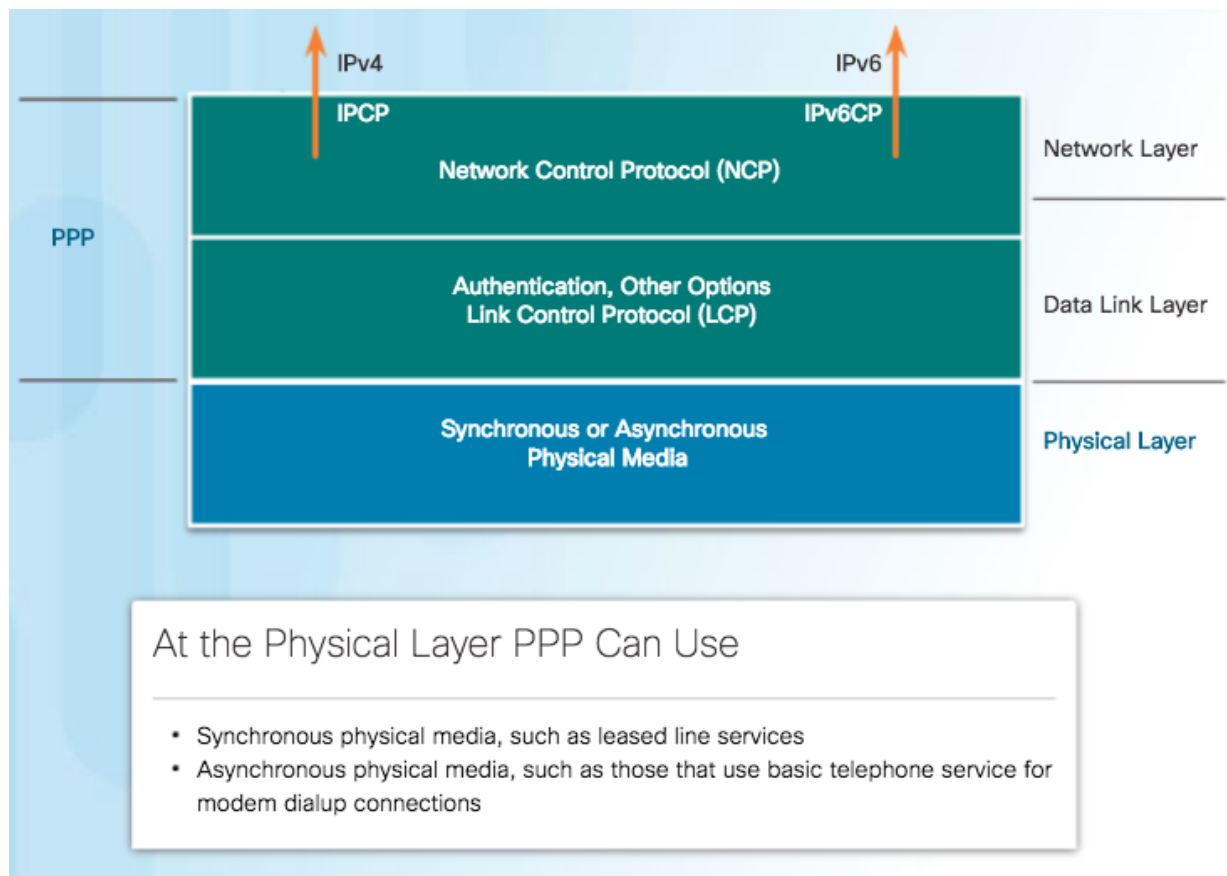 IPv4
IPv6
IPCP
IPv6CP
Network Layer
Network Control Protocol (NCP)
PPP
Authentication, Other Options
Link Control Protocol (LCP)
Data Link Layer
Synchronous or Asynchronous
Physical Media
Physical Layer
At the Physical Layer PPP Can Use
• Synchronous physical media, such as leased line services
• Asynchronous physical media, such as those that use basic telephone service for
modem dialup connections